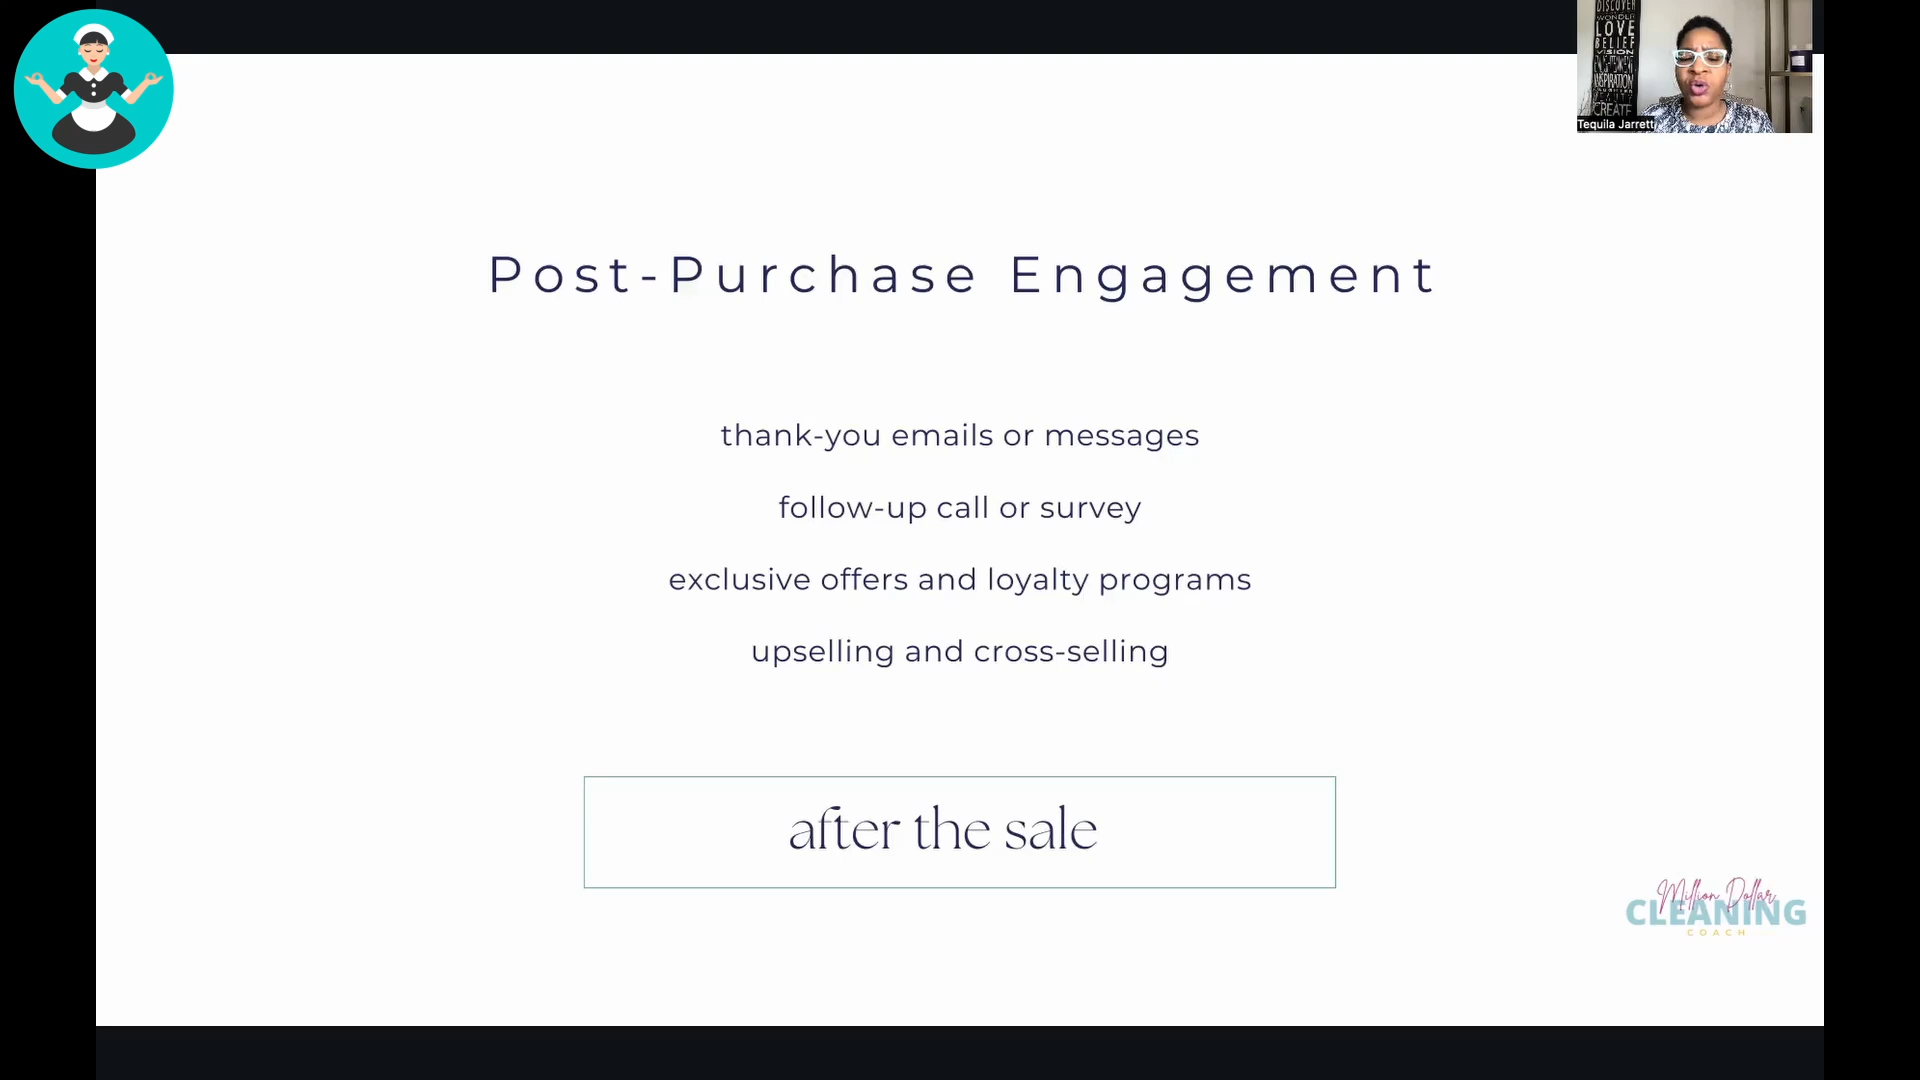 DISCOVER
WONDER
LOVE
BELIEF
VISION
INSPIRATION
CREATE
Tequila Jarrett
Post-Purchase Engagement
thank-you emails or messages
follow-up call or survey
exclusive offers and loyalty programs
upselling and cross-selling
after the sale
Million Dollar
CLEANING
COACH